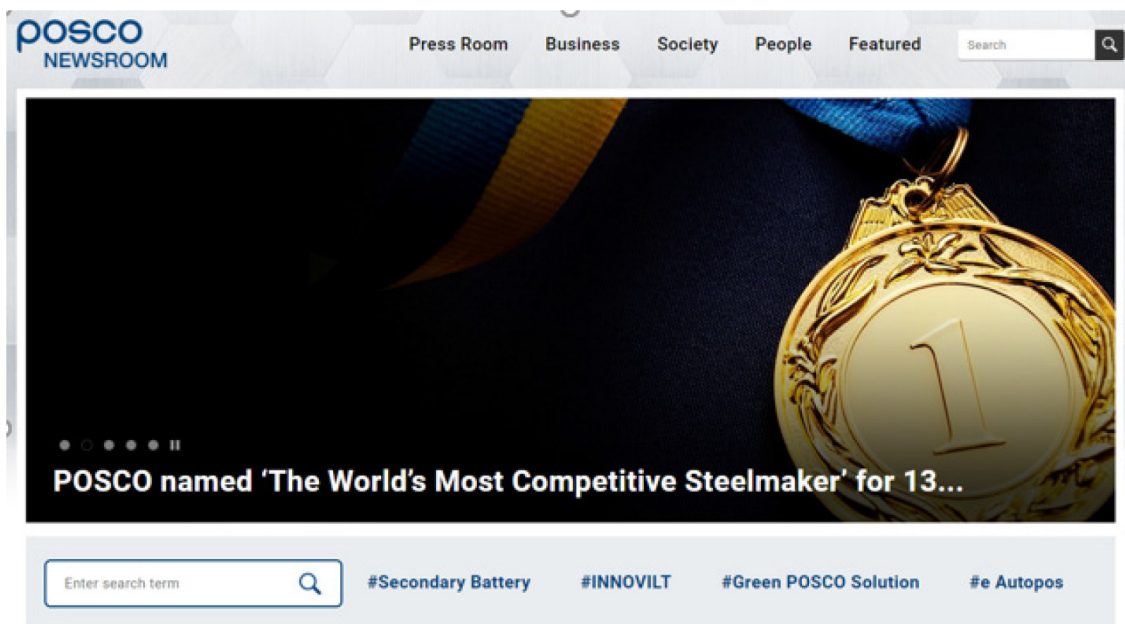 posco
NEWSROOM
Press Room Business Society People Featured Search
1
POSCO named ‘The World’s Most Competitive Steelmaker’ for 13...
Enter search term #Secondary Battery #INNOVILT #Green POSCO Solution #e Autopos